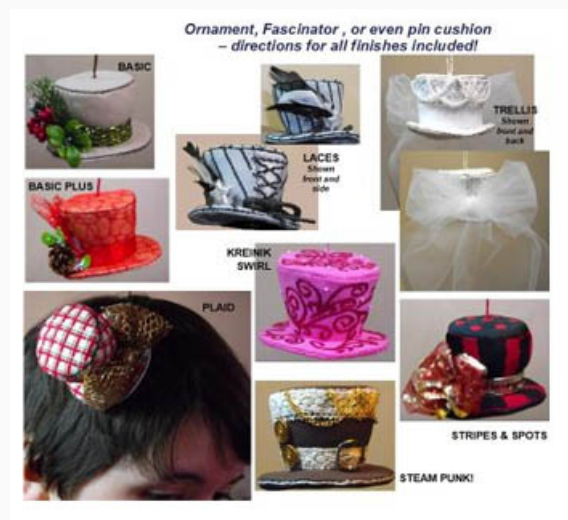 Ornament, Fascinator , or even pin cushion
– directions for all finishes included!
BASIC
TRELLIS
Shown
front and
back
LACES
Shown
front and
side
BASIC PLUS
KREINIK
SWIRL
PLAID
STRIPES & SPOTS
STEAM PUNK!